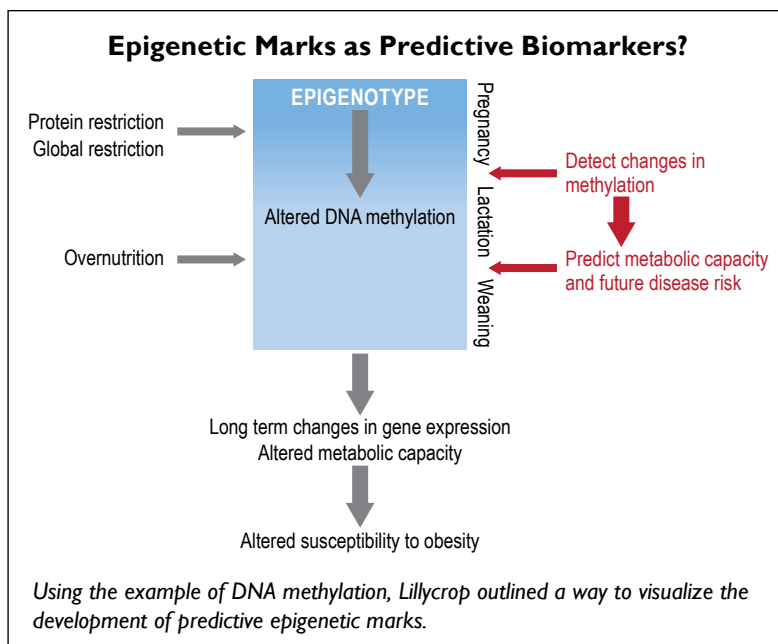 Epigenetic Marks as Predictive Biomarkers?
EPIGENOTYPE
Protein restriction
Global restriction
Altered DNA methylation
Overnutrition
Pregnancy
Lactation
Weaning
Detect changes in
methylation
Predict metabolic capacity
and future disease risk
Long term changes in gene expression
Altered metabolic capacity
Altered susceptibility to obesity
Using the example of DNA methylation, Lillycrop outlined a way to visualize the
development of predictive epigenetic marks.